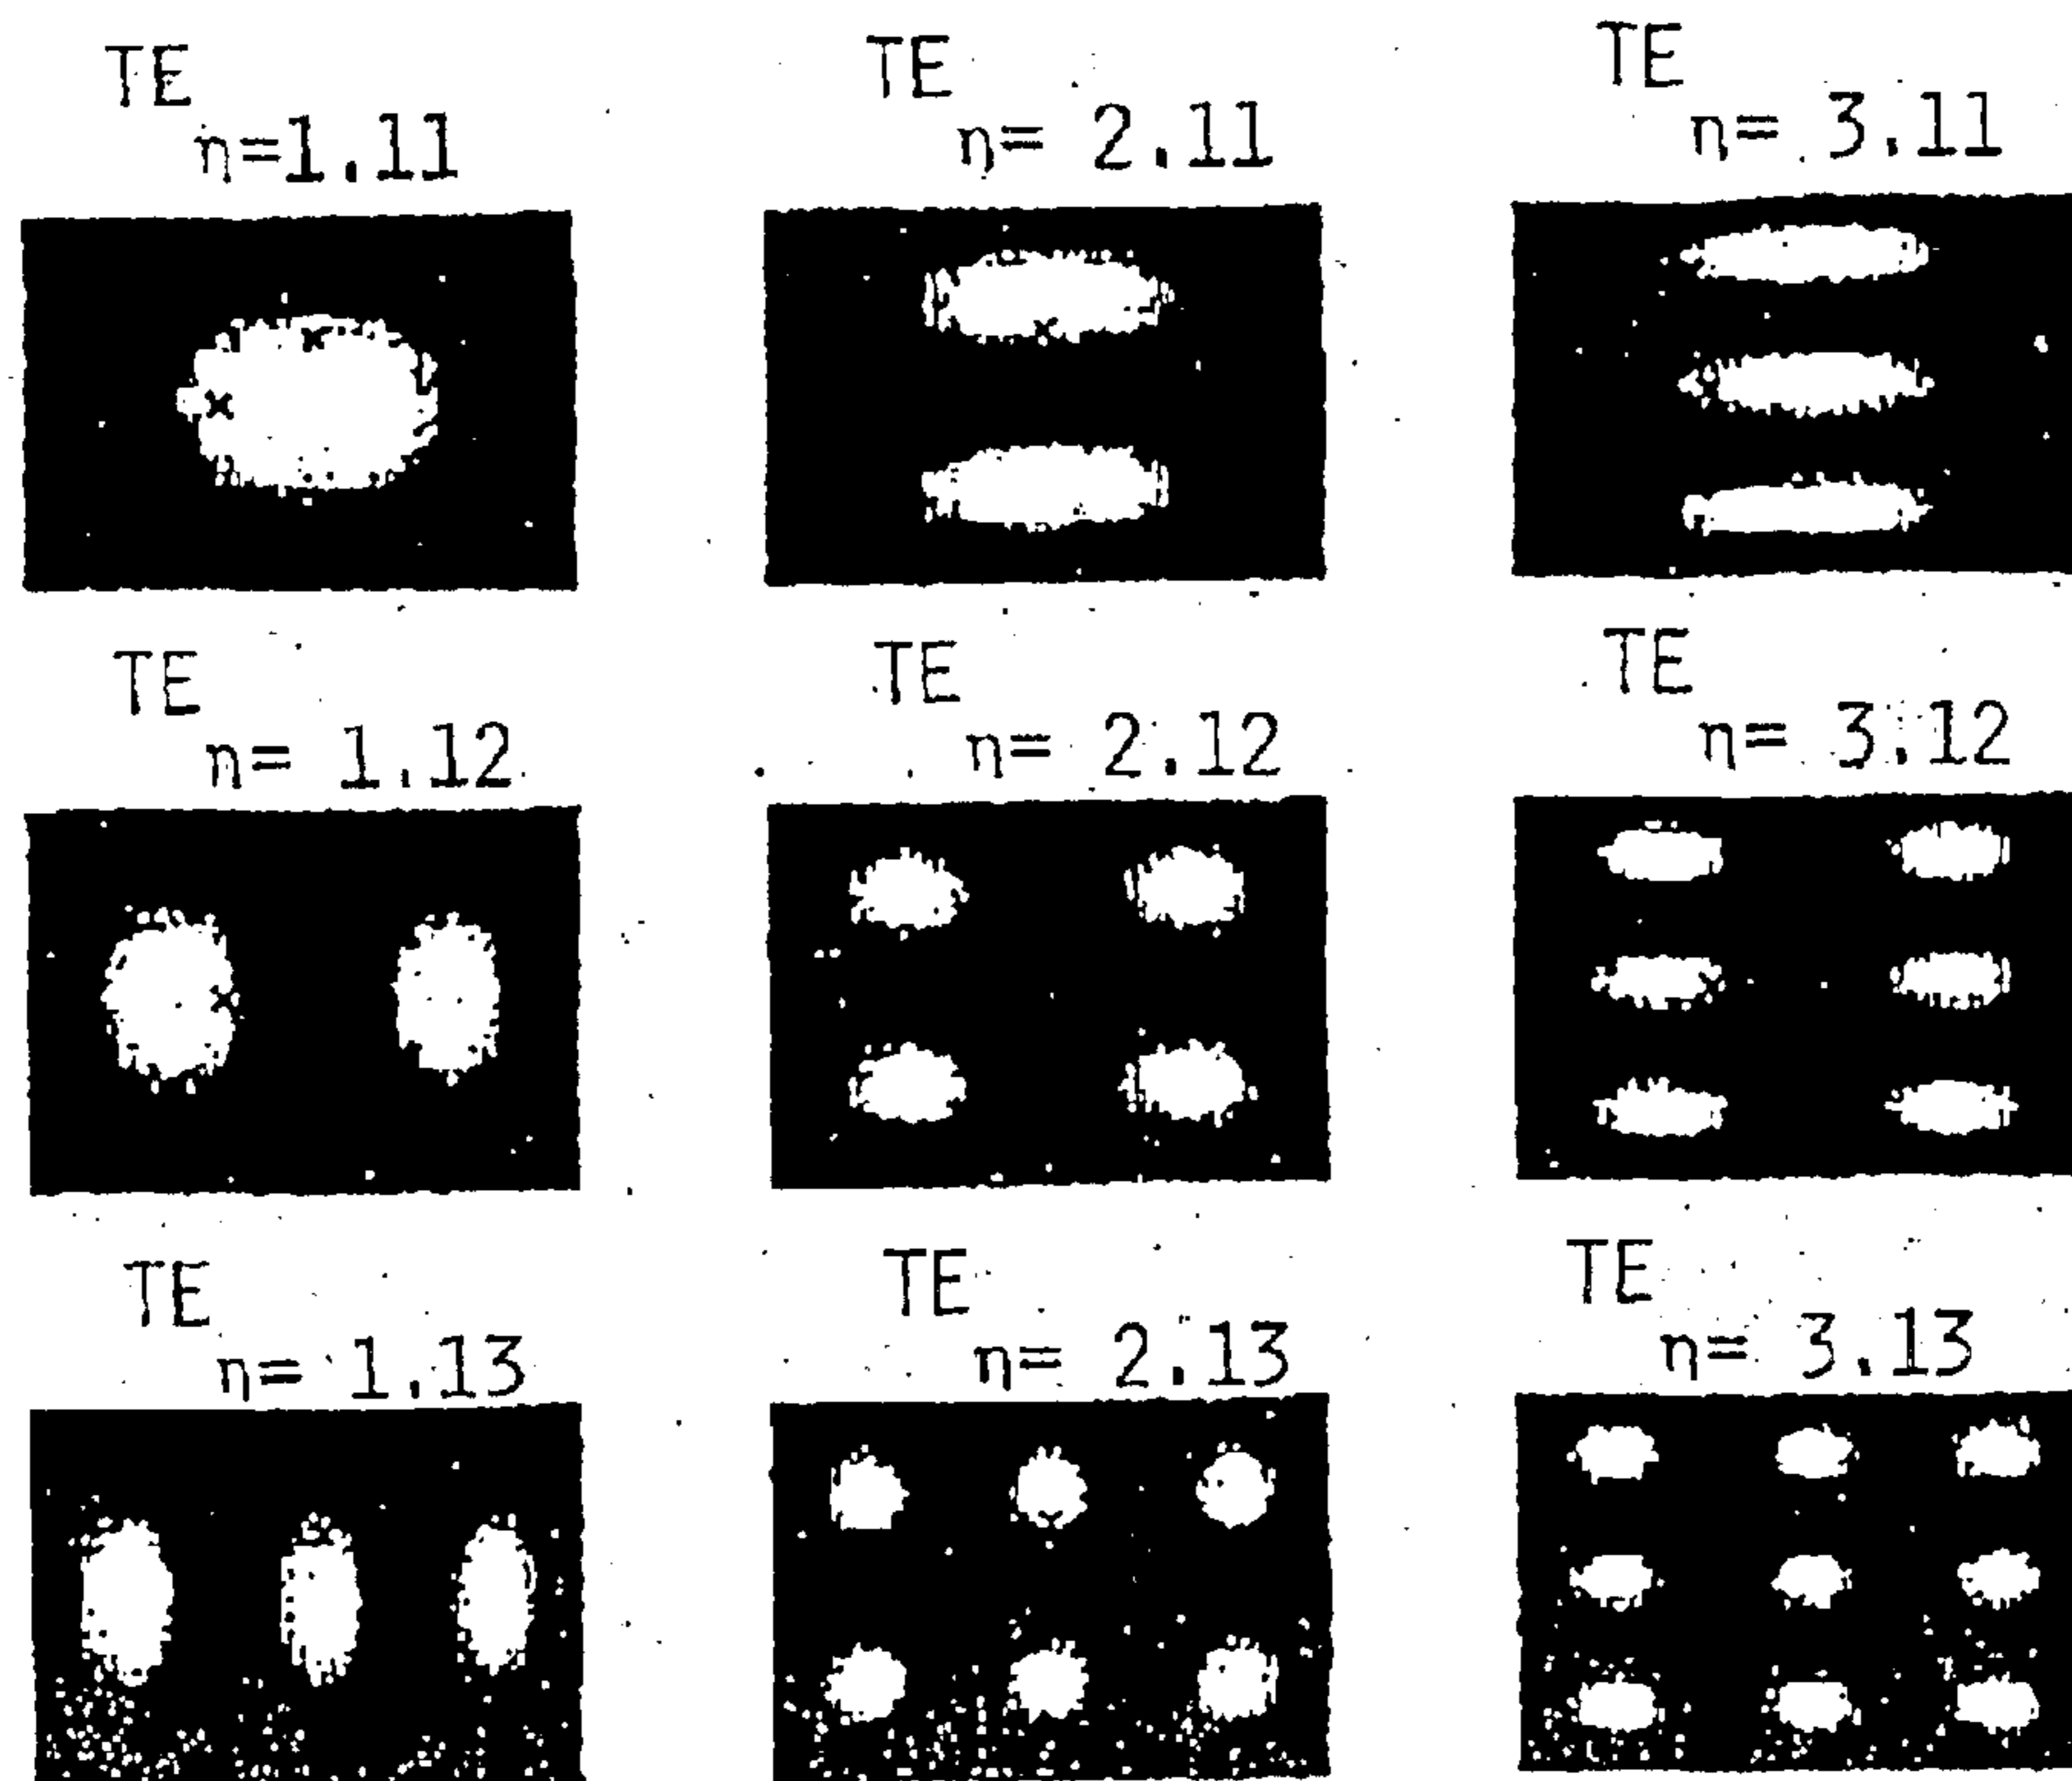 TE
η=1.11
TE
η= 2.11
TE
η= 3.11
TE
η= 1.12
TE
η= 2.12
TE
η= 3.12
TE
η= 1.13
TE
η= 2.13
TE
η= 3.13